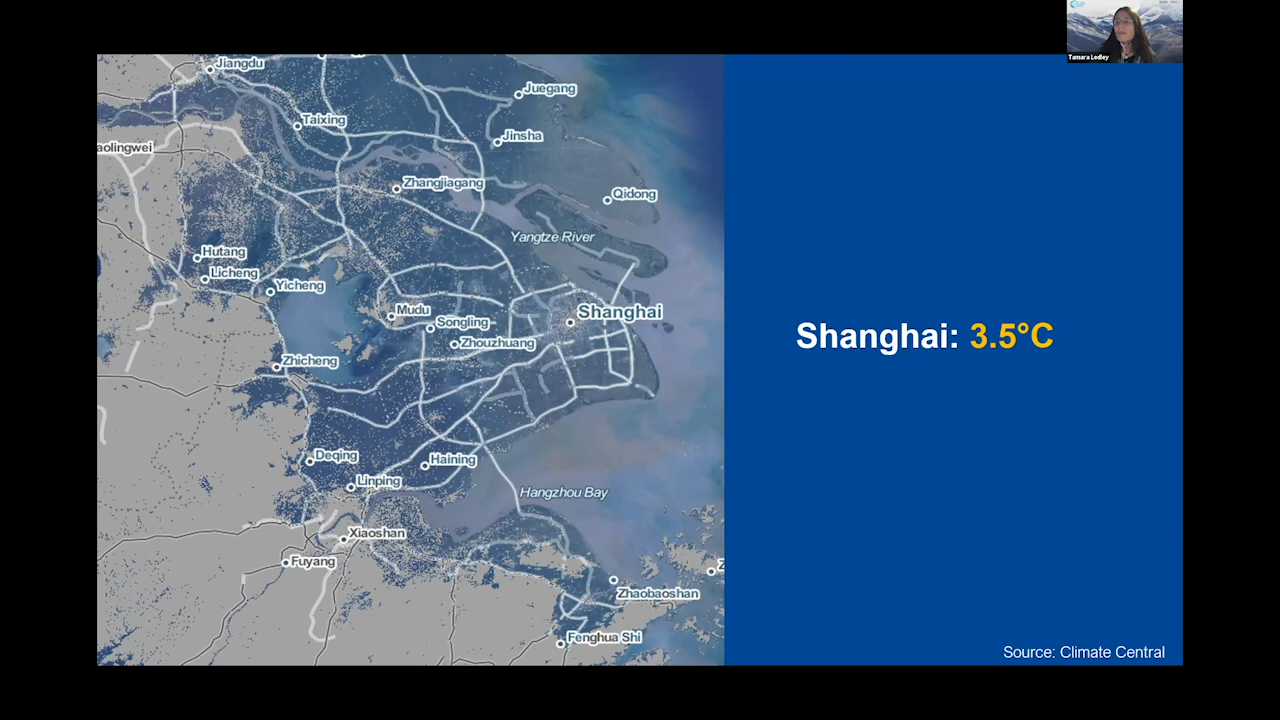 Tamara Ledley
Jiangdu
Juegang
Taixing
Jinsha
aolingwei
Zhangjiagang
Qidong
Yangtze River
Hutang
Licheng
Yicheng
Mudu
Shanghai
Songling
Zhouzhuang
Shanghai: 3.5°C
Zhicheng
Deqing
Haining
Linping
Hangzhou Bay
Xiaoshan
Fuyang
Z
Zhaobaoshan
Fenghua Shi
Source: Climate Central